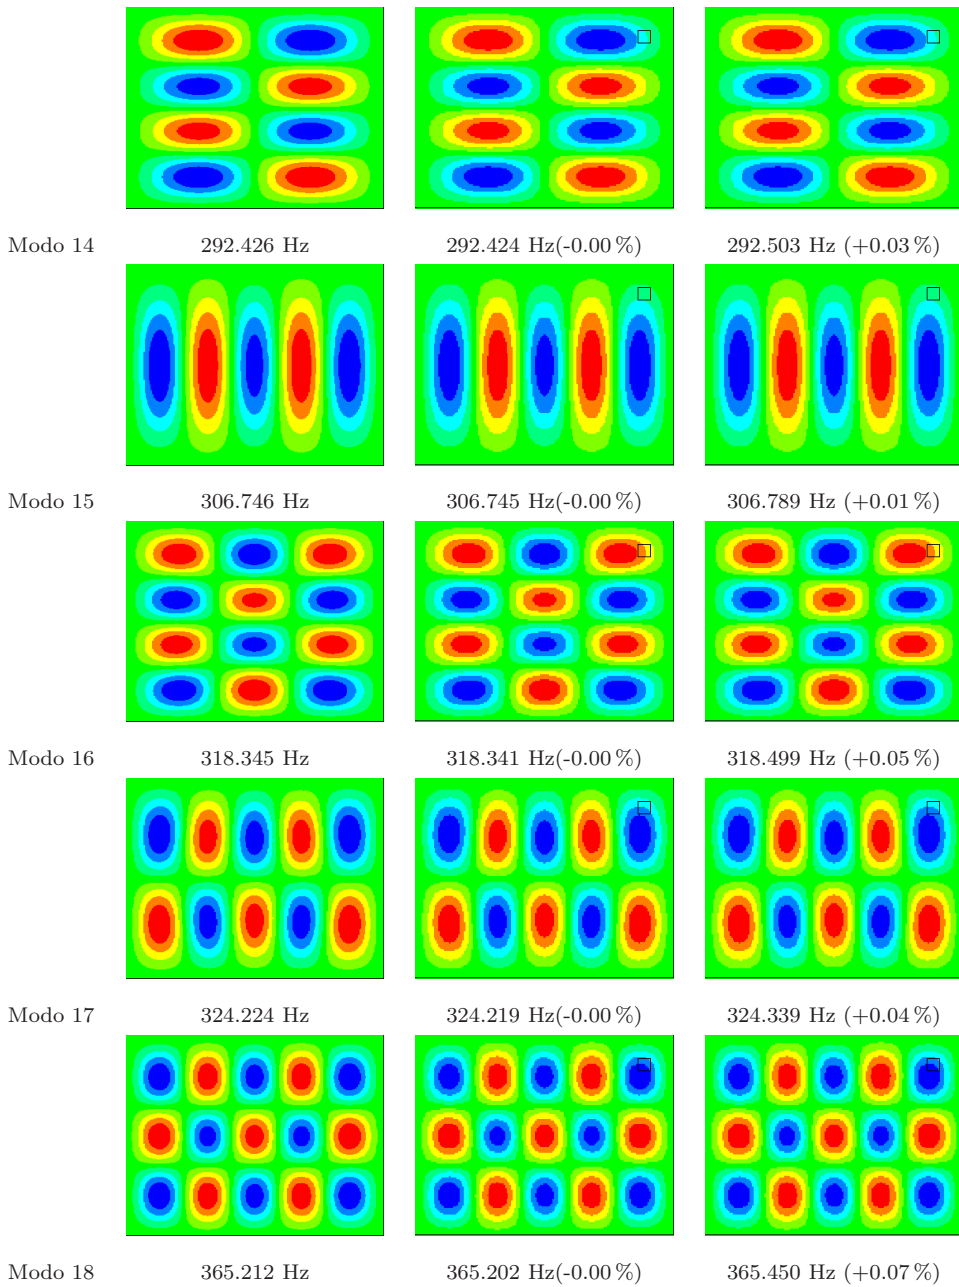 Modo 14 292.426 Hz 292.424 Hz(-0.00 %) 292.503 Hz (+0.03 %)
Modo 15 306.746 Hz 306.745 Hz(-0.00 %) 306.789 Hz (+0.01 %)
Modo 16 318.345 Hz 318.341 Hz(-0.00 %) 318.499 Hz (+0.05 %)
Modo 17 324.224 Hz 324.219 Hz(-0.00 %) 324.339 Hz (+0.04 %)
Modo 18 365.212 Hz 365.202 Hz(-0.00 %) 365.450 Hz (+0.07 %)